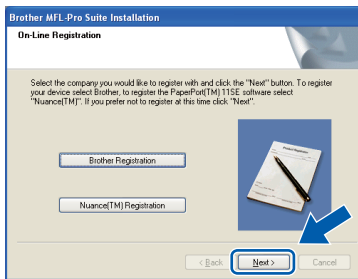 Brother MFL-Pro Suite Installation
On-Line Registration
Select the company you would like to register with and click the "Next" button. To register
your device select Brother, to register the PaperPort(TM) 11SE software select
"Nuance(TM)". If you prefer not to register at this time click "Next".
Brother Registration
Product Registration
Nuance(TM) Registration
< Back
Next >
Cancel